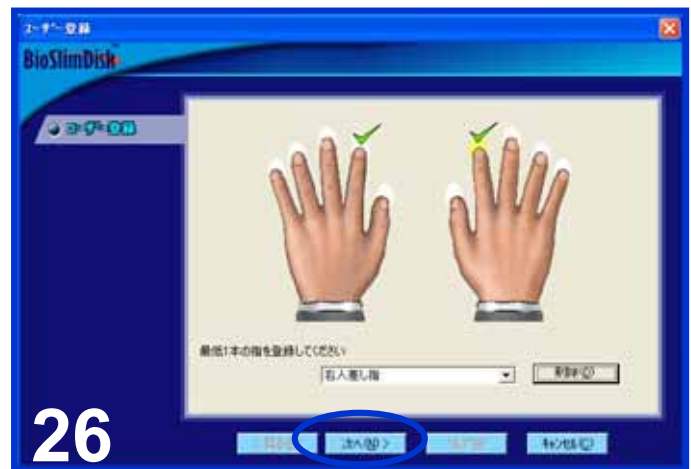 ユーザー登録
BioSlimDisk
ユーザー登録
最低1本の指を登録してください
右人差し指
削除(D)
次へ(N) >
キャンセル(C)
26